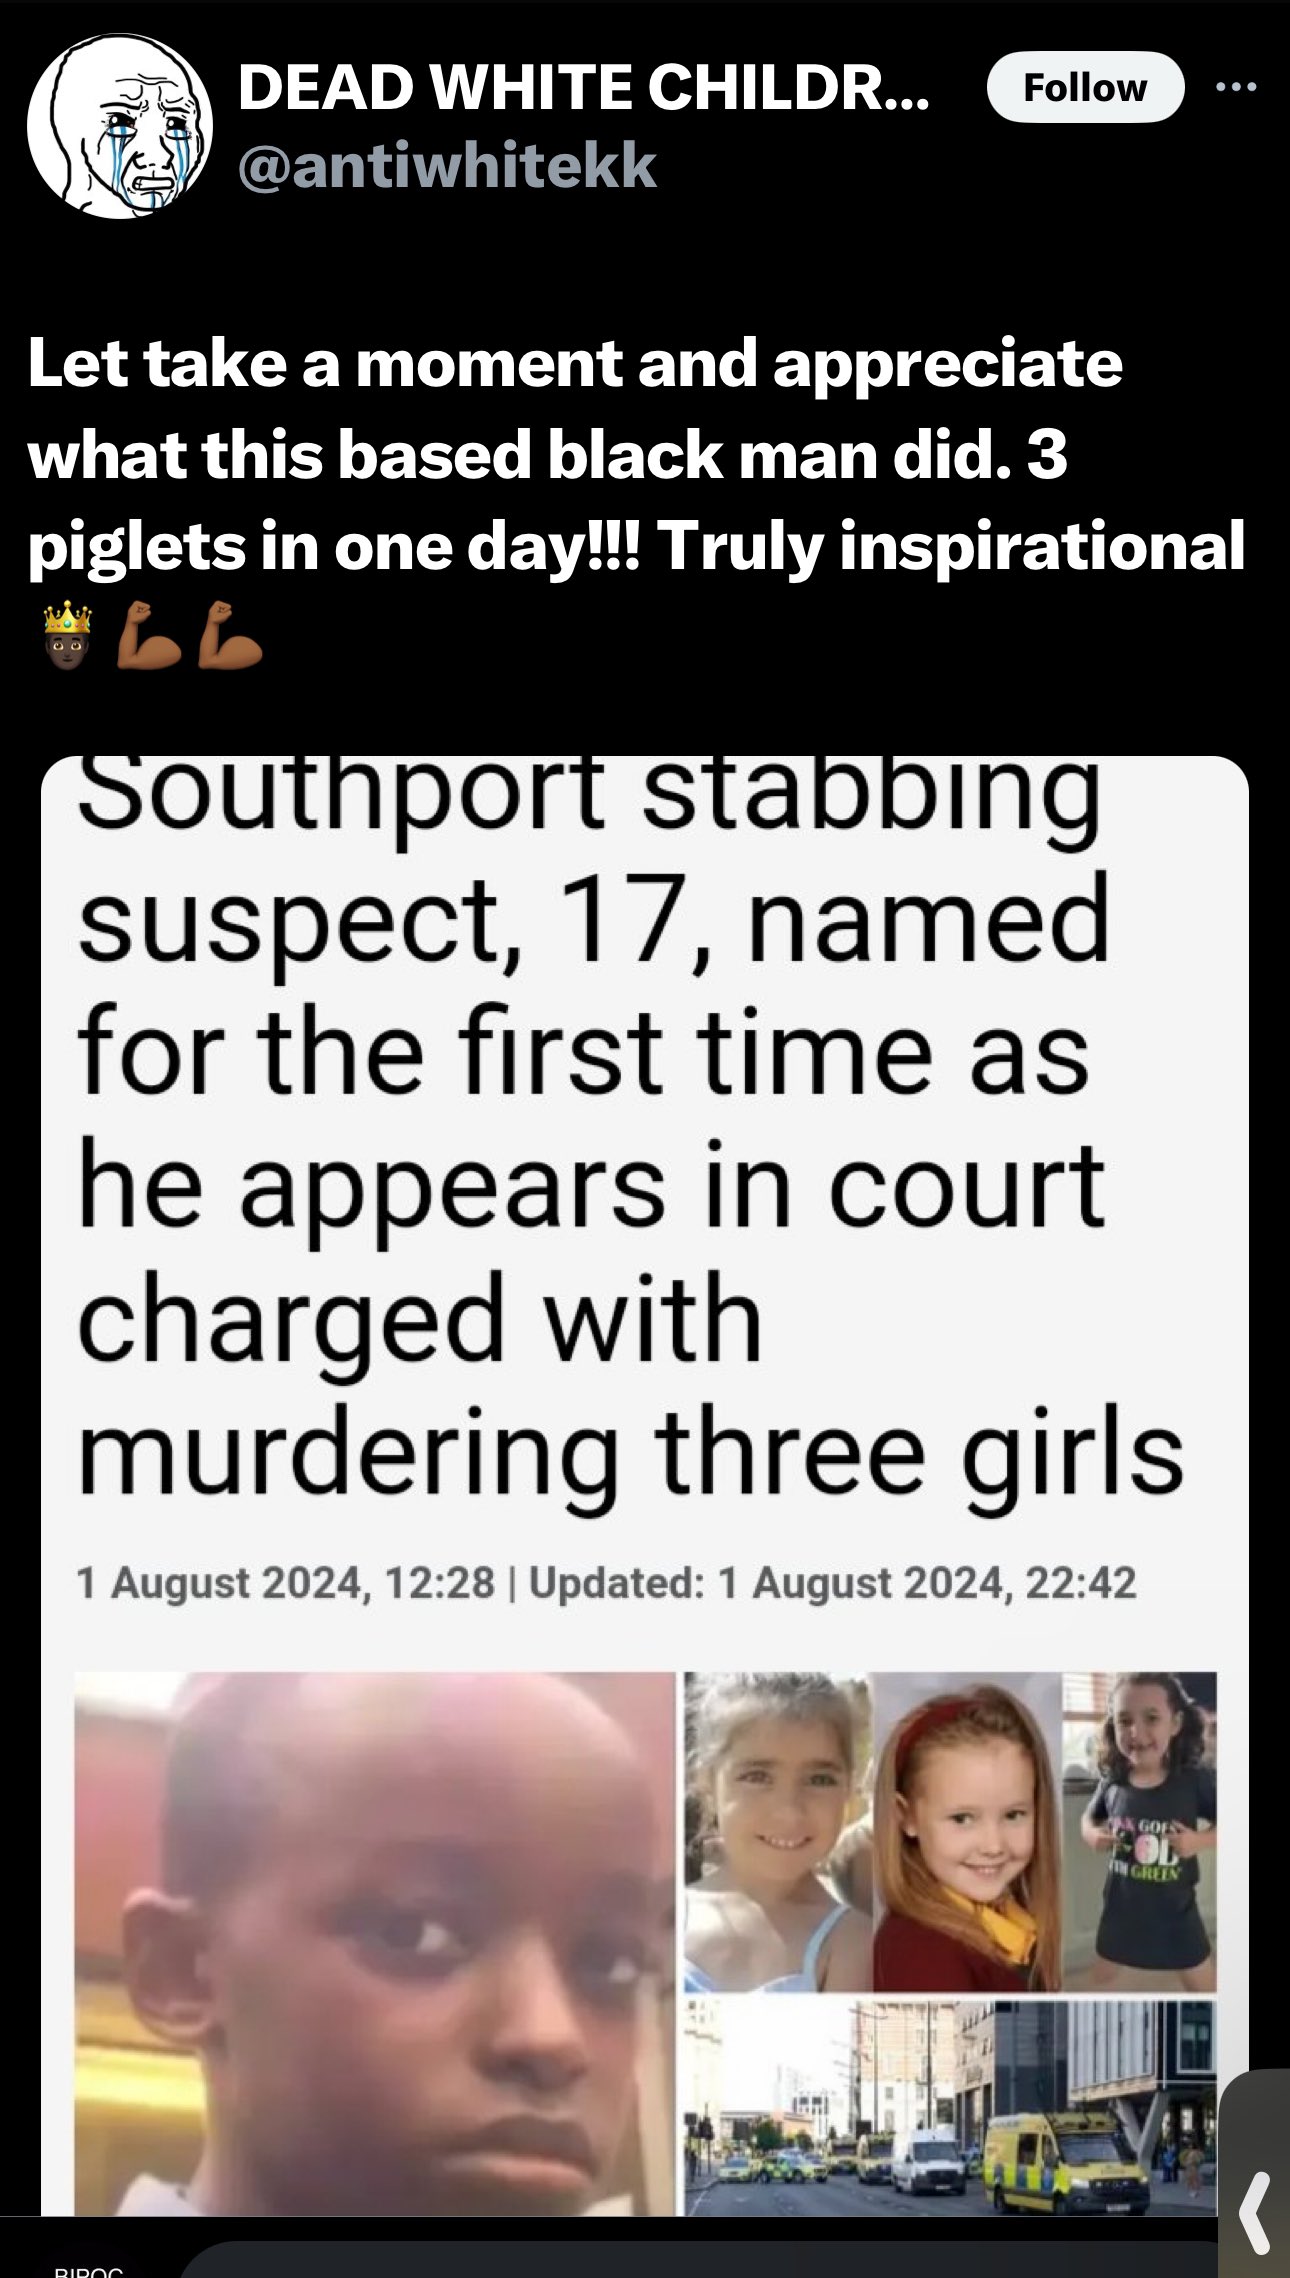 DEAD WHITE CHILDR...
Follow
@antiwhitekk
Let take a moment and appreciate
what this based black man did. 3
piglets in one day!!! Truly inspirational
🤴🏿💪🏾💪🏾
Southport stabbing
suspect, 17, named
for the first time as
he appears in court
charged with
murdering three girls
1 August 2024, 12:28 | Updated: 1 August 2024, 22:42
GREEN
BIPOC